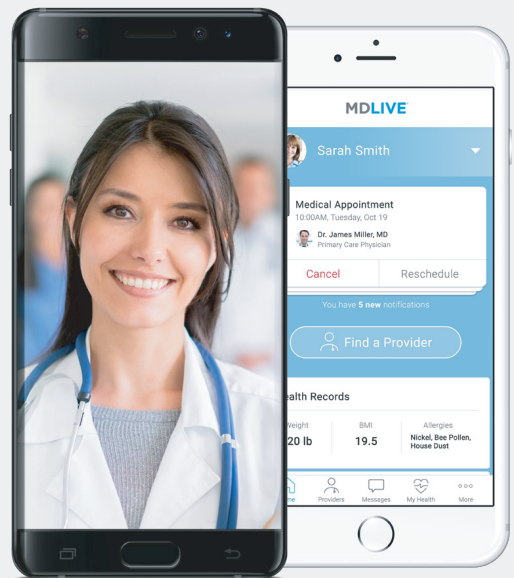 MDLIVE
Sarah Smith
Medical Appointment
10:00AM, Tuesday, Oct 19
Dr. James Miller, MD
Primary Care Physician
Cancel Reschedule
You have 5 new notifications
Find a Provider
ealth Records
Weight BMI Allergies
20 lb 19.5 Nickel, Bee Pollen,
House Dust
me Providers Messages My Health More